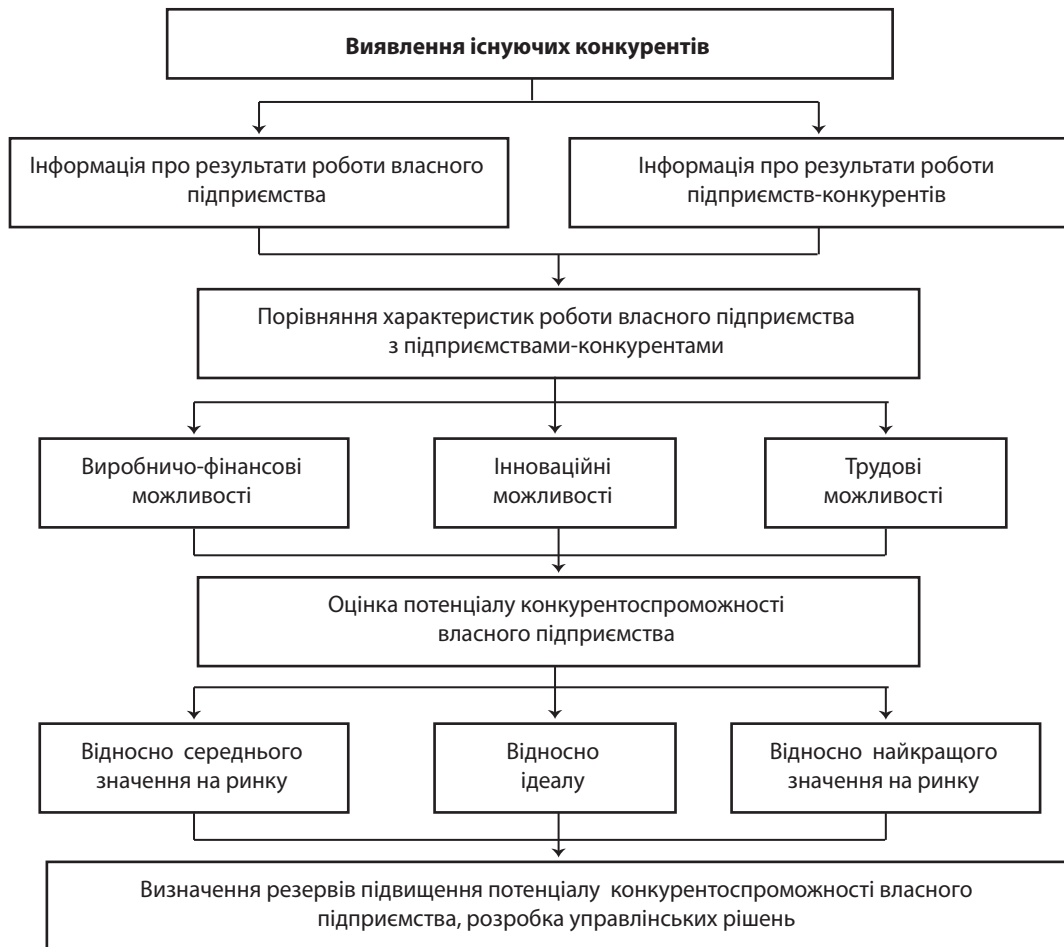 Виявлення існуючих конкурентів
Інформація про результати роботи власного
підприємства
Інформація про результати роботи
підприємств-конкурентів
Порівняння характеристик роботи власного підприємства
з підприємствами-конкурентами
Виробничо-фінансові
можливості
Інноваційні
можливості
Трудові
можливості
Оцінка потенціалу конкурентоспроможності
власного підприємства
Відносно середнього
значення на ринку
Відносно
ідеалу
Відносно найкращого
значення на ринку
Визначення резервів підвищення потенціалу конкурентоспроможності власного
підприємства, розробка управлінських рішень